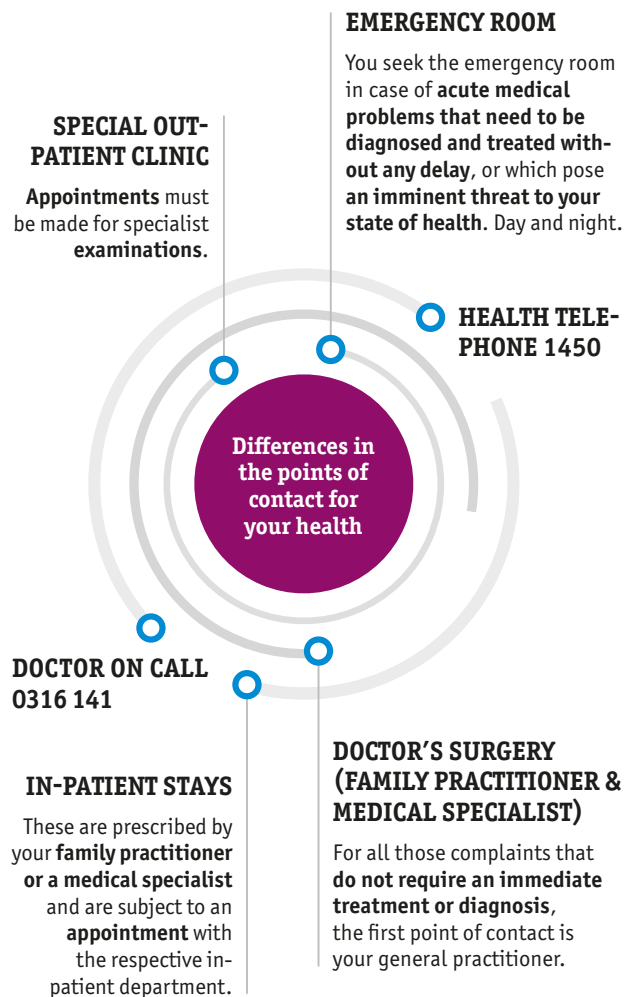 EMERGENCY ROOM
You seek the emergency room
in case of acute medical
problems that need to be
diagnosed and treated with-
out any delay, or which pose
an imminent threat to your
state of health. Day and night.
SPECIAL OUT-
PATIENT CLINIC
Appointments must
be made for specialist
examinations.
HEALTH TELE-
PHONE 1450
Differences in
the points of
contact for
your health
DOCTOR ON CALL
0316 141
IN-PATIENT STAYS
These are prescribed by
your family practitioner
or a medical specialist
and are subject to an
appointment with
the respective in-
patient department.
DOCTOR’S SURGERY
(FAMILY PRACTITIONER &
MEDICAL SPECIALIST)
For all those complaints that
do not require an immediate
treatment or diagnosis,
the first point of contact is
your general practitioner.